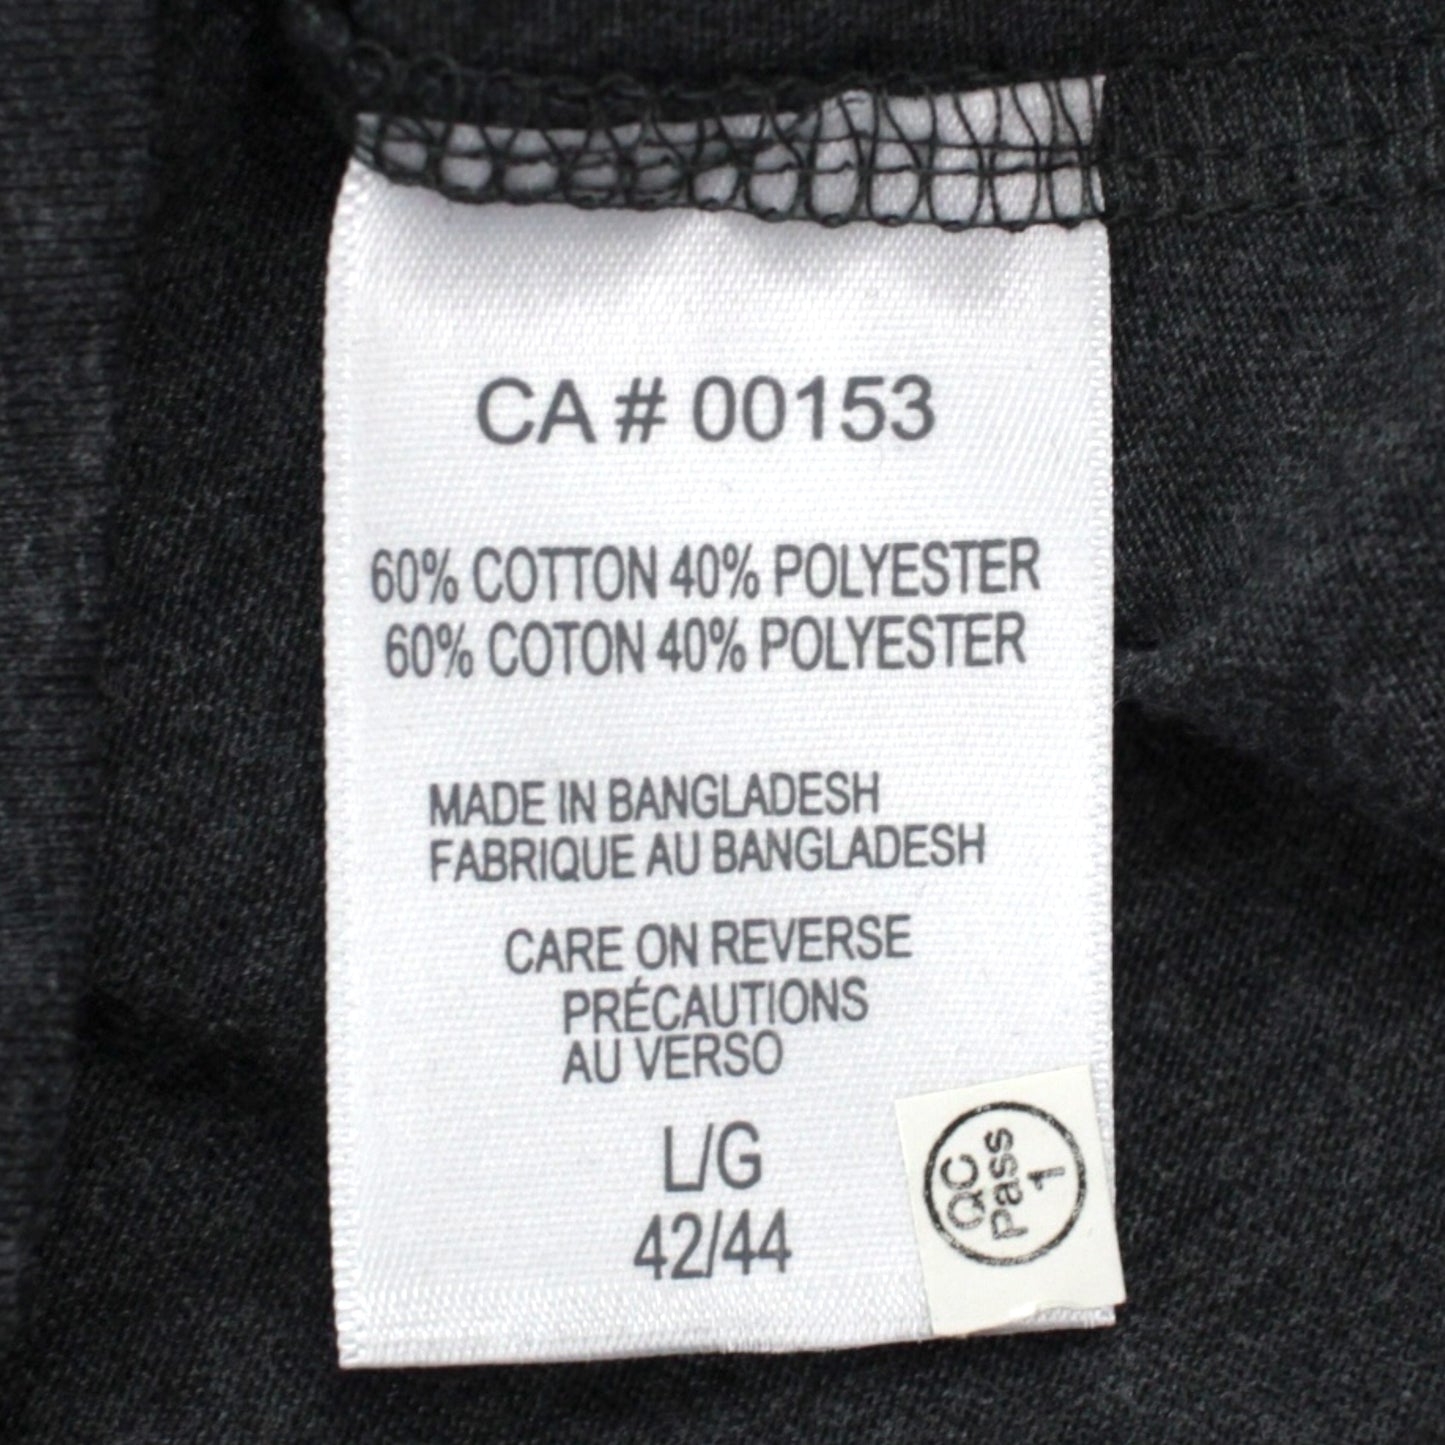 CA # 00153
60% COTTON 40% POLYESTER
60% COTON 40% POLYESTER
MADE IN BANGLADESH
FABRIQUE AU BANGLADESH
CARE ON REVERSE
PRÉCAUTIONS
AU VERSO
L/G
42/44
QC
Pass
1